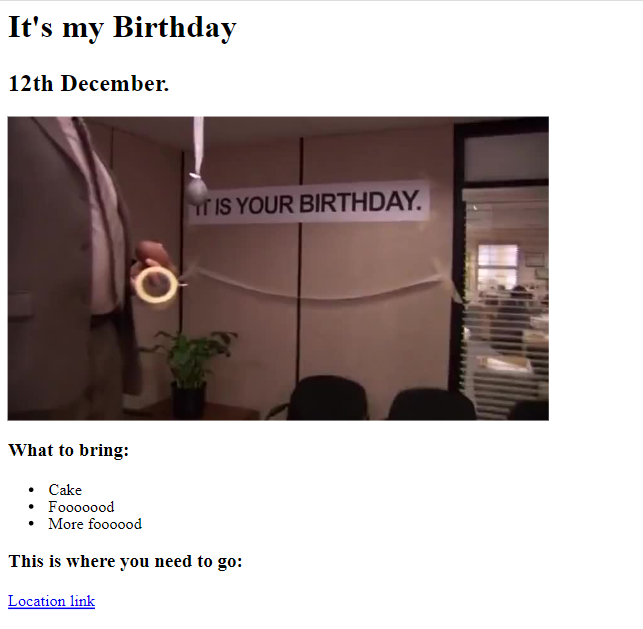 It's my Birthday
12th December.
IT IS YOUR BIRTHDAY.
What to bring:
Cake
Fooooood
More foooood
This is where you need to go:
Location link